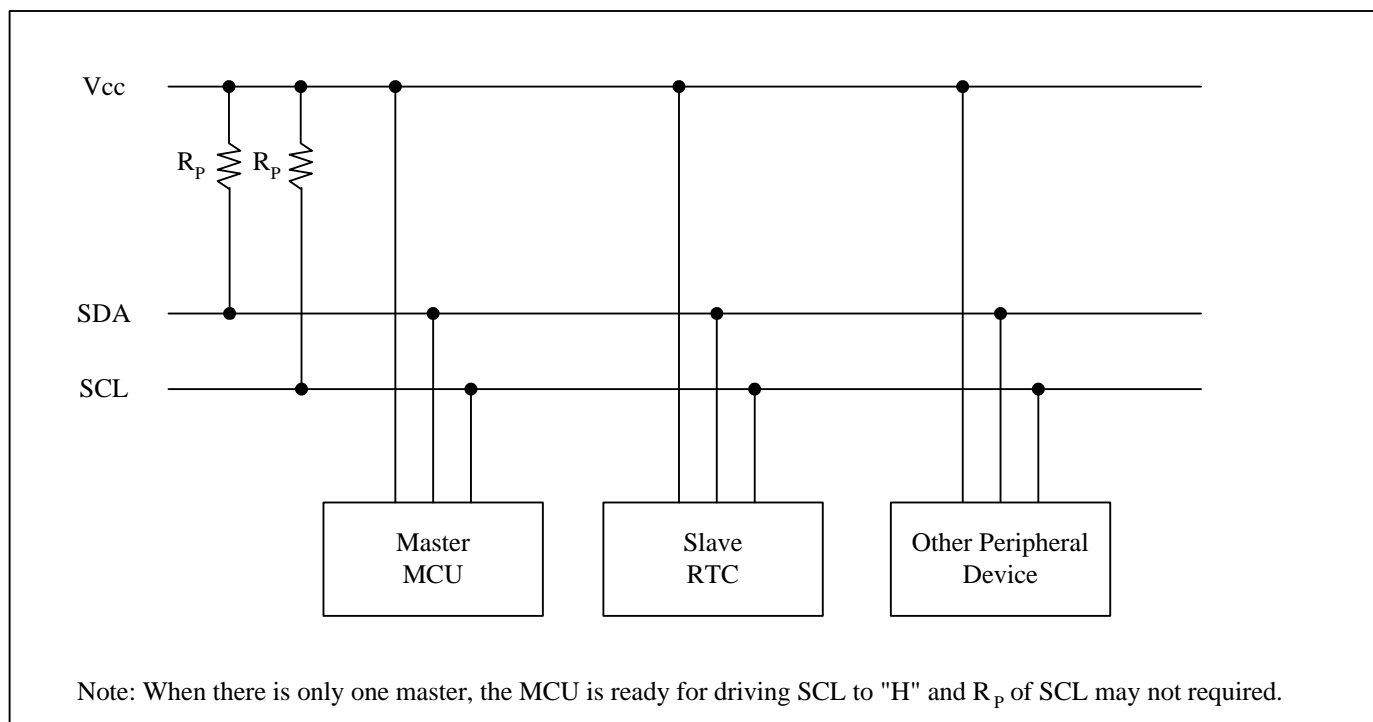 Vcc
R_P R_P
SDA
SCL
Master
MCU
Slave
RTC
Other Peripheral
Device
Note: When there is only one master, the MCU is ready for driving SCL to "H" and R_P of SCL may not required.